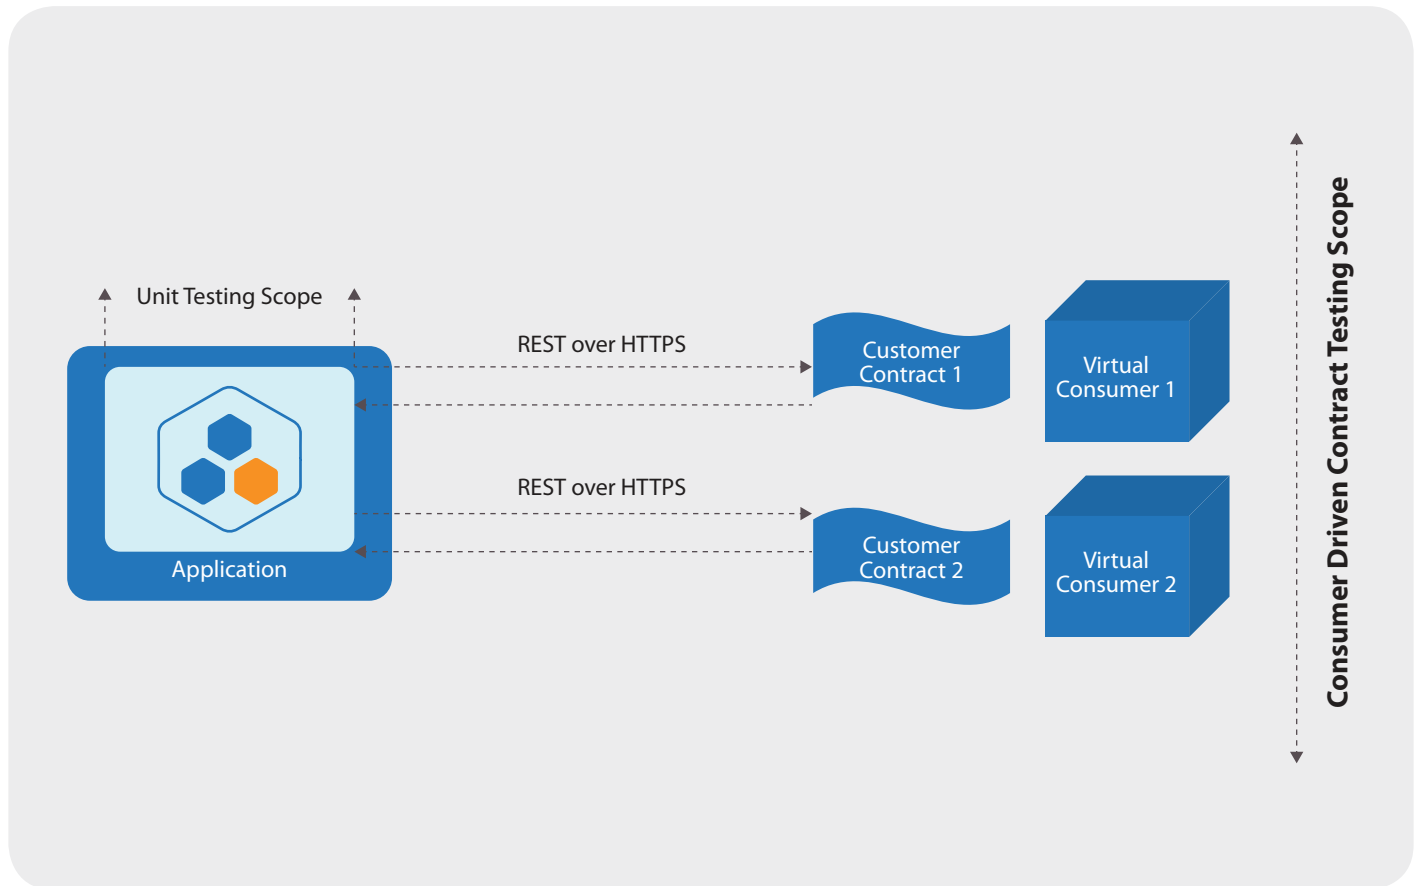 Unit Testing Scope
Application
REST over HTTPS
Customer
Contract 1
Virtual
Consumer 1
REST over HTTPS
Customer
Contract 2
Virtual
Consumer 2
Consumer Driven Contract Testing Scope